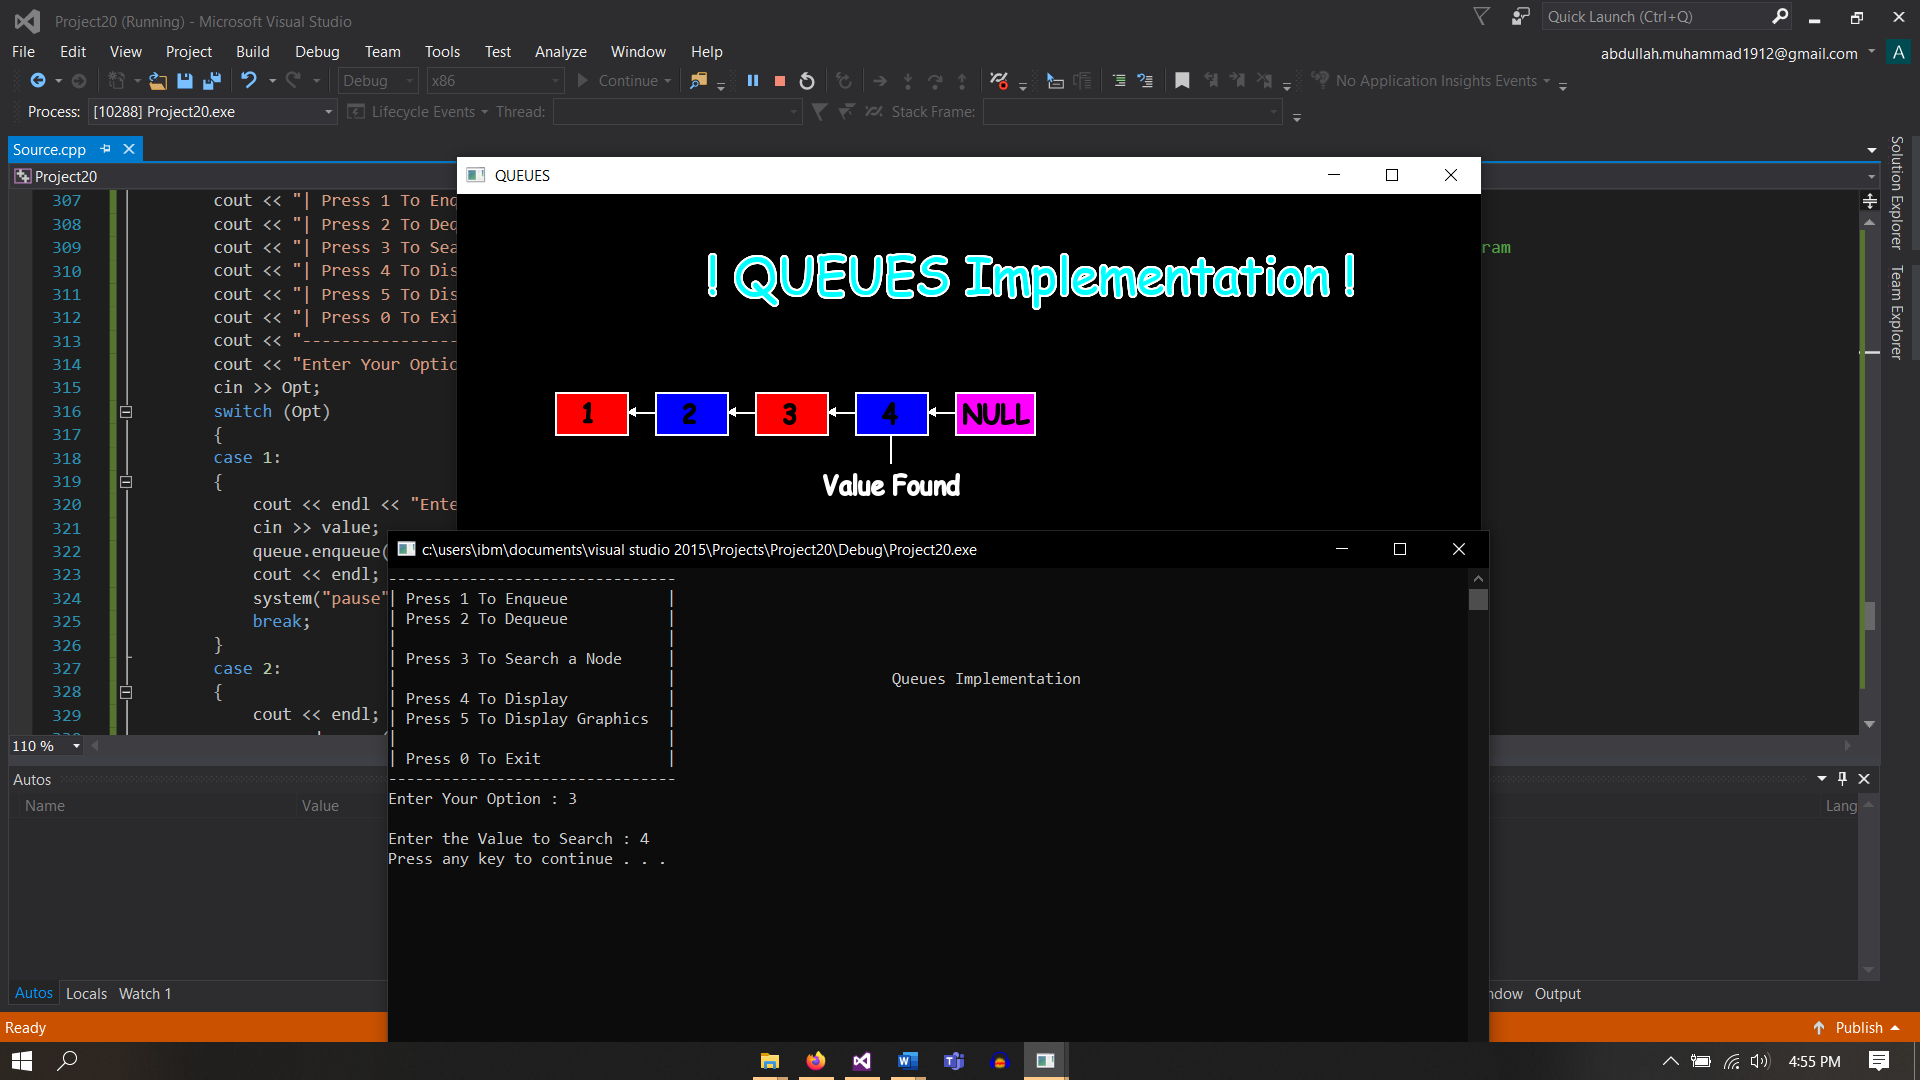 Project20 (Running) - Microsoft Visual Studio
Quick Launch (Ctrl+Q)
File Edit View Project Build Debug Team Tools Test Analyze Window Help
abdullah.muhammad1912@gmail.com A
Debug x86 Continue No Application Insights Events
Process: [10288] Project20.exe Lifecycle Events Thread: Stack Frame:
Source.cpp
Project20
Solution Explorer
Team Explorer
307 cout << "| Press 1 To Enq
308 cout << "| Press 2 To Deq
309 cout << "| Press 3 To Sea
ram
310 cout << "| Press 4 To Dis
311 cout << "| Press 5 To Dis
312 cout << "| Press 0 To Exi
313 cout << "----------------
314 cout << "Enter Your Optio
315 cin >> Opt;
316 switch (Opt)
317 {
318 case 1:
319 {
320 cout << endl << "Ente
321 cin >> value;
322 queue.enqueue(
323 cout << endl;
324 system("pause"
325 break;
326 }
327 case 2:
328 {
329 cout << endl;
110 %
QUEUES
! QUEUES Implementation !
1 2 3 4 NULL
Value Found
c:\users\ibm\documents\visual studio 2015\Projects\Project20\Debug\Project20.exe
--------------------------------
| Press 1 To Enqueue |
| Press 2 To Dequeue |
| |
| Press 3 To Search a Node |
| | Queues Implementation
| Press 4 To Display |
| Press 5 To Display Graphics |
| |
| Press 0 To Exit |
--------------------------------
Enter Your Option : 3
Enter the Value to Search : 4
Press any key to continue . . .
Autos
Name Value Lang
Autos Locals Watch 1
ndow Output
Ready
Publish
4:55 PM